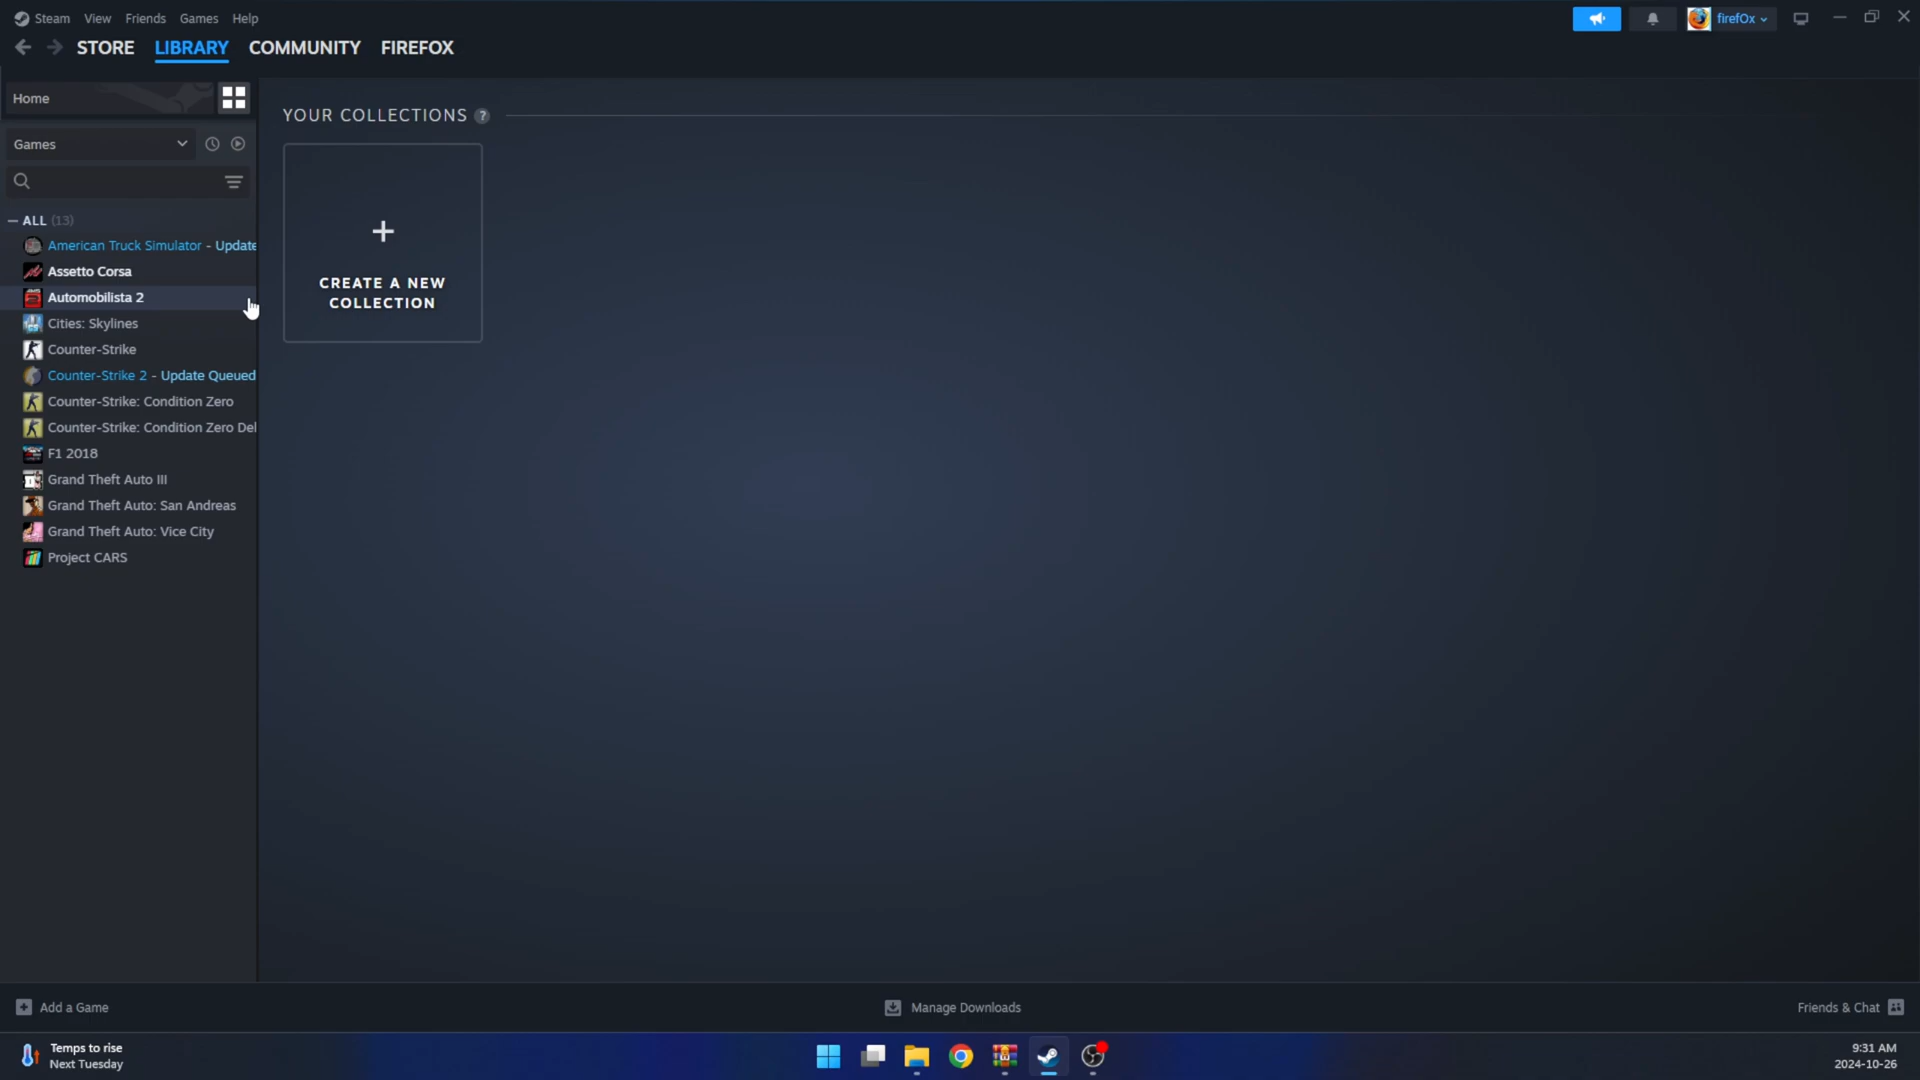 Steam View Friends Games Help
firefOx
STORE LIBRARY COMMUNITY FIREFOX
Home
YOUR COLLECTIONS ?
Games
ALL (13)
American Truck Simulator - Update
Assetto Corsa
Automobilista 2
Cities: Skylines
Counter-Strike
Counter-Strike 2 - Update Queued
Counter-Strike: Condition Zero
Counter-Strike: Condition Zero Del
F1 2018
Grand Theft Auto III
Grand Theft Auto: San Andreas
Grand Theft Auto: Vice City
Project CARS
+
CREATE A NEW
COLLECTION
Add a Game
Manage Downloads
Friends & Chat
Temps to rise
Next Tuesday
9:31 AM
2024-10-26